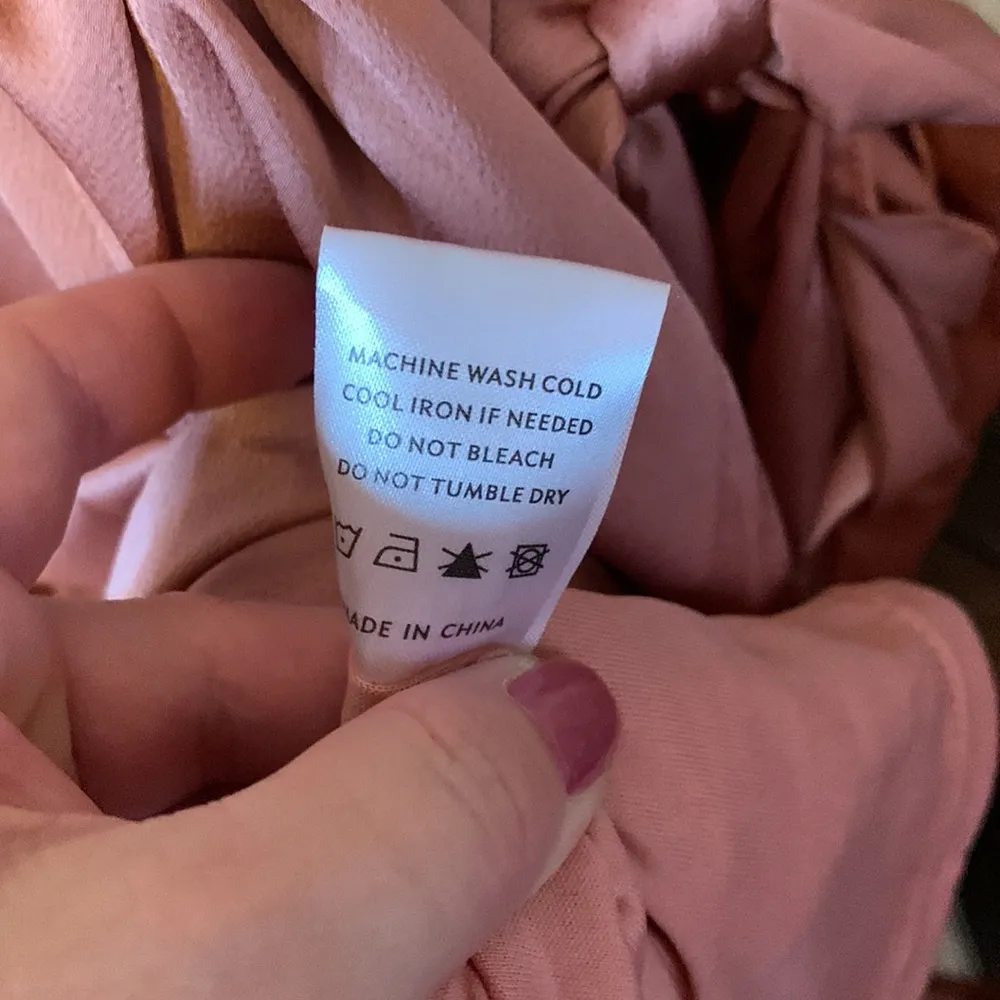 MACHINE WASH COLD
COOL IRON IF NEEDED
DO NOT BLEACH
DO NOT TUMBLE DRY
MADE IN CHINA